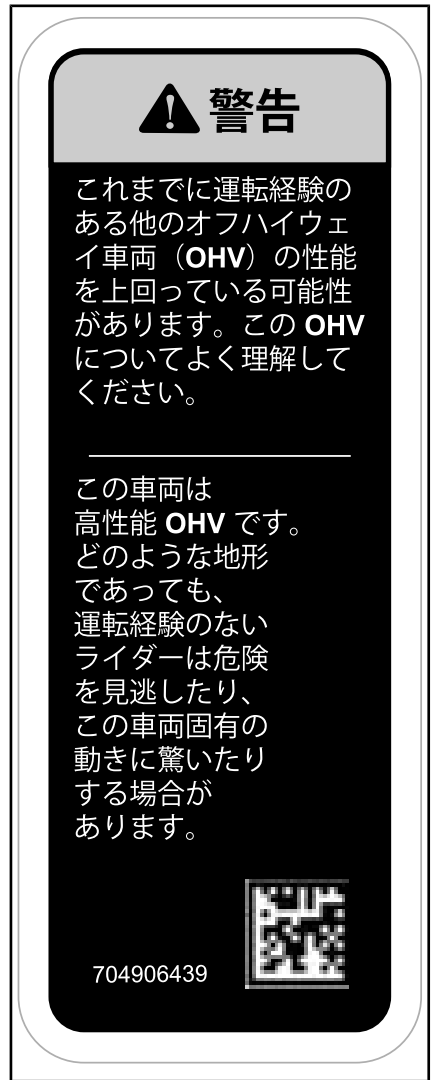 警告
これまでに運転経験の
ある他のオフハイウェ
イ車両（OHV）の性能
を上回っている可能性
があります。この OHV
についてよく理解して
ください。
この車両は
高性能 OHV です。
どのような地形
であっても、
運転経験のない
ライダーは危険
を見逃したり、
この車両固有の
動きに驚いたり
する場合が
あります。
704906439